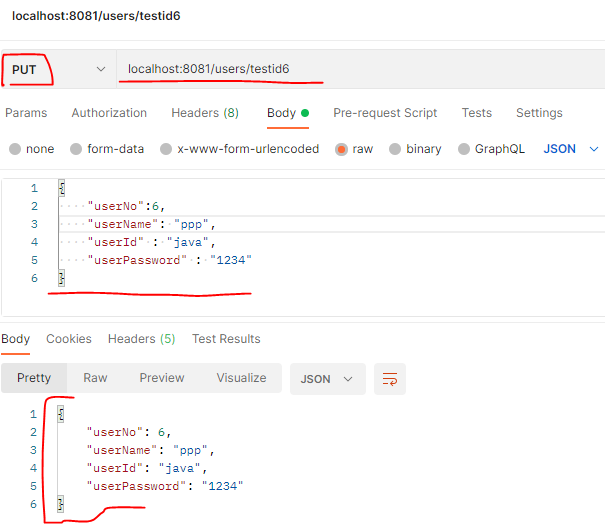 localhost:8081/users/testid6
PUT localhost:8081/users/testid6
Params Authorization Headers (8) Body Pre-request Script Tests Settings
none form-data x-www-form-urlencoded raw binary GraphQL JSON
1 {
2 ····"userNo":6,
3 ····"userName":·"ppp",
4 ····"userId"·:·"java",
5 ····"userPassword"·:·"1234"
6 }
Body Cookies Headers (5) Test Results
Pretty Raw Preview Visualize JSON
1 {
2 "userNo": 6,
3 "userName": "ppp",
4 "userId": "java",
5 "userPassword": "1234"
6 }